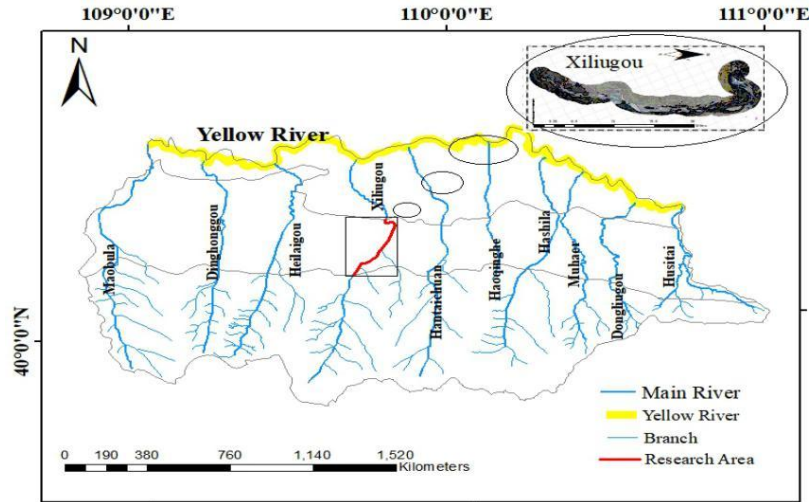 109°0'0"E 110°0'0"E 111°0'0"E
N
Xiliugou
Yellow River
Maobula
Dinghonggou
Heilaigou
Xiliugou
Hantaichuan
Haoqinghe
Hashila
Muhaer
Dongliugou
Husitai
40°0'0"N
Main River
Yellow River
Branch
Research Area
0 190 380 760 1,140 1,520
Kilometers